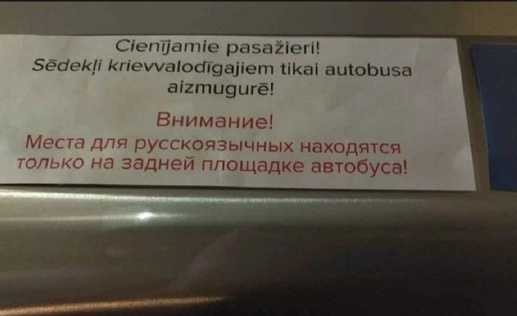 Cienījamie pasažieri!
Sēdekļi krievvalodīgajiem tikai autobusa
aizmugurē!
Внимание!
Места для русскоязычных находятся
только на задней площадке автобуса!